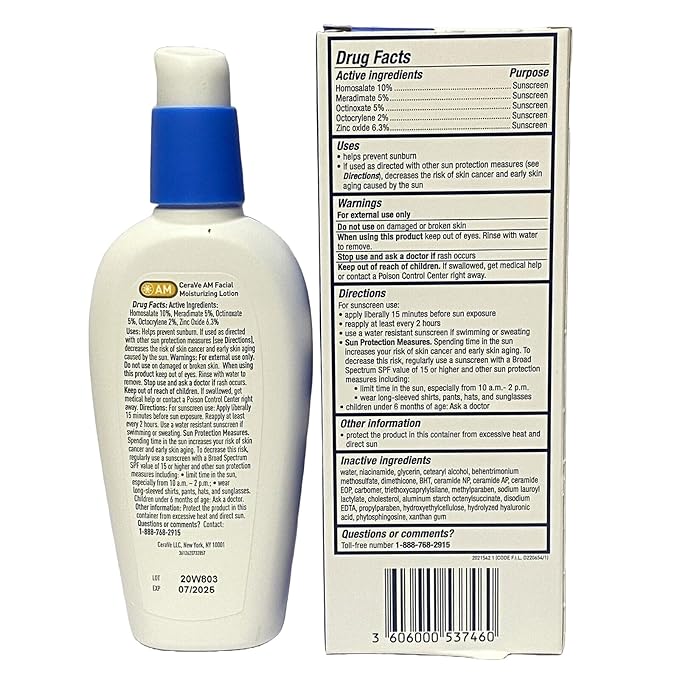 AM
CeraVe AM Facial
Moisturizing Lotion
Drug Facts: Active Ingredients:
Homosalate 10%, Meradimate 5%, Octinoxate
5%, Octocrylene 2%, Zinc Oxide 6.3%
Uses: Helps prevent sunburn. If used as directed with
other sun protection measures (see Directions),
decreases the risk of skin cancer and early skin aging
caused by the sun. Warnings: For external use only.
Do not use on damaged or broken skin. When using
this product keep out of eyes. Rinse with water to
remove. Stop use and ask a doctor if rash occurs.
Keep out of reach of children. If swallowed, get
medical help or contact a Poison Control Center right
away. Directions: For sunscreen use: Apply liberally
15 minutes before sun exposure. Reapply at least
every 2 hours. Use a water resistant sunscreen if
swimming or sweating. Sun Protection Measures.
Spending time in the sun increases your risk of skin
cancer and early skin aging. To decrease this risk,
regularly use a sunscreen with a Broad Spectrum
SPF value of 15 or higher and other sun protection
measures including: • limit time in the sun,
especially from 10 a.m. – 2 p.m.; • wear
long-sleeved shirts, pants, hats, and sunglasses.
Children under 6 months of age: Ask a doctor.
Other information: Protect the product in this
container from excessive heat and direct sun.
Questions or comments? Contact:
1-888-768-2915
CeraVe LLC, New York, NY 10001
LOT 20W803
EXP 07/2026
Drug Facts
Active ingredients Purpose
Homosalate 10% Sunscreen
Meradimate 5% Sunscreen
Octinoxate 5% Sunscreen
Octocrylene 2% Sunscreen
Zinc oxide 6.3% Sunscreen
Uses
• helps prevent sunburn
• if used as directed with other sun protection measures (see
Directions), decreases the risk of skin cancer and early skin
aging caused by the sun
Warnings
For external use only
Do not use on damaged or broken skin
When using this product keep out of eyes. Rinse with water
to remove.
Stop use and ask a doctor if rash occurs
Keep out of reach of children. If swallowed, get medical help
or contact a Poison Control Center right away.
Directions
For sunscreen use:
• apply liberally 15 minutes before sun exposure
• reapply at least every 2 hours
• use a water resistant sunscreen if swimming or sweating
• Sun Protection Measures. Spending time in the sun
increases your risk of skin cancer and early skin aging. To
decrease this risk, regularly use a sunscreen with a Broad
Spectrum SPF value of 15 or higher and other sun protection
measures including:
• limit time in the sun, especially from 10 a.m.- 2 p.m.
• wear long-sleeved shirts, pants, hats, and sunglasses
• children under 6 months of age: Ask a doctor
Other information
• protect the product in this container from excessive heat and
direct sun
Inactive ingredients
water, niacinamide, glycerin, cetearyl alcohol, behentrimonium
methosulfate, dimethicone, BHT, ceramide NP, ceramide AP, ceramide
EOP, carbomer, triethoxycaprylylsilane, methylparaben, sodium lauroyl
lactylate, cholesterol, aluminum starch octenylsuccinate, disodium
EDTA, propylparaben, hydroxyethylcellulose, hydrolyzed hyaluronic
acid, phytosphingosine, xanthan gum
Questions or comments?
Toll-free number 1-888-768-2915
2021542 1 (CODE F.I.L. D220654/1)
3 606000 537460